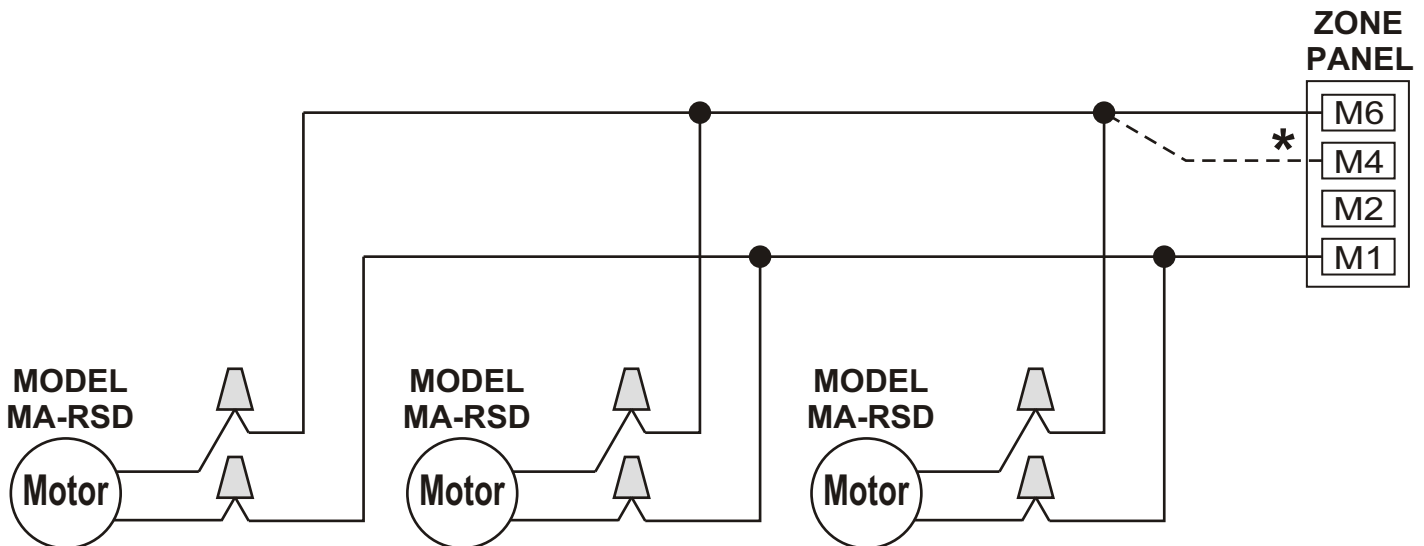 ZONE
PANEL
M6
*
M4
M2
M1
MODEL
MA-RSD
Motor
MODEL
MA-RSD
Motor
MODEL
MA-RSD
Motor